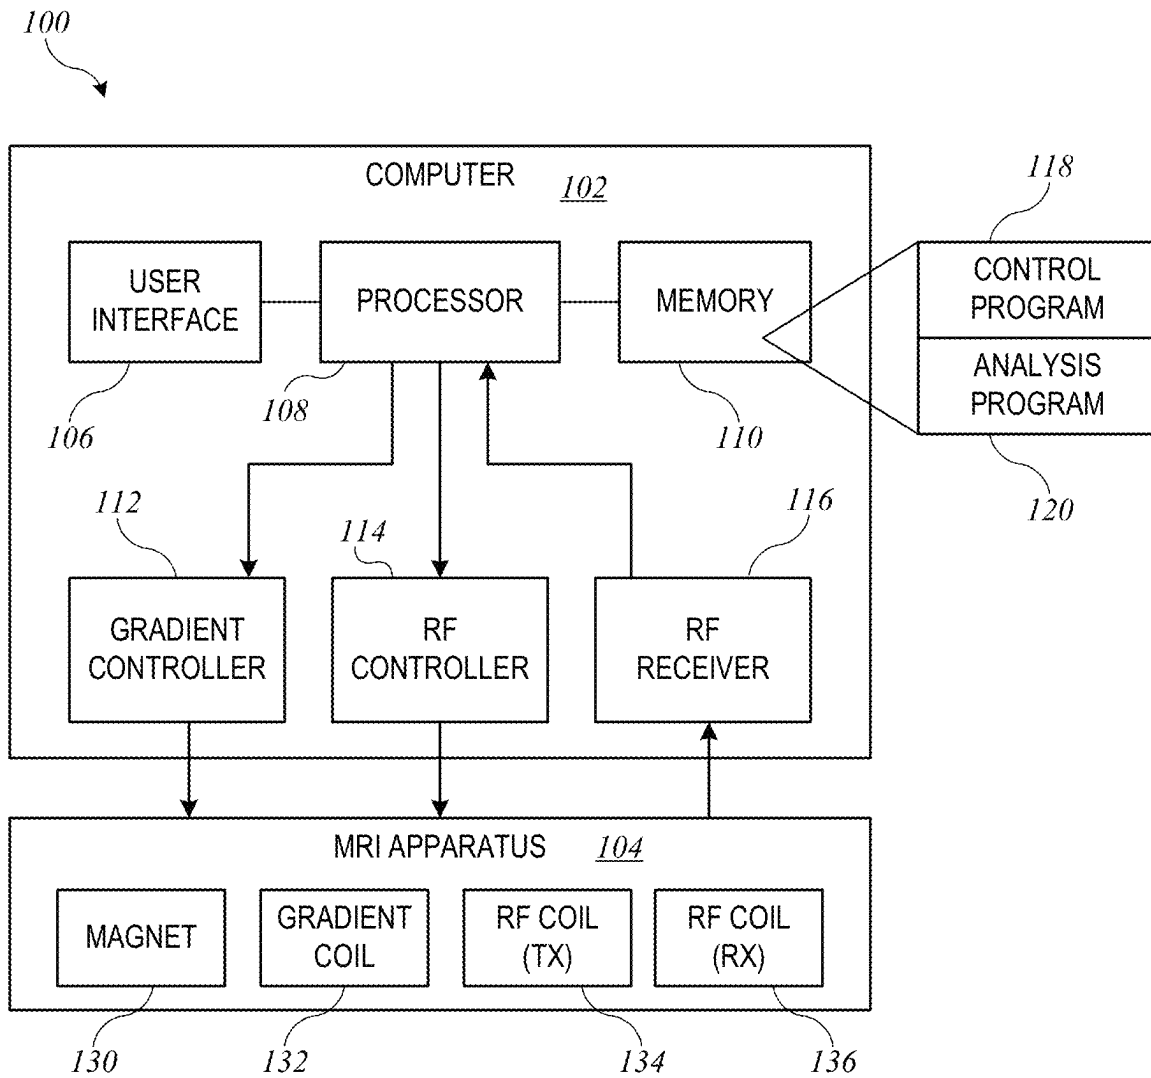 100
COMPUTER 102
118
USER INTERFACE
PROCESSOR
MEMORY
CONTROL PROGRAM
ANALYSIS PROGRAM
106
108
110
120
112
114
116
GRADIENT CONTROLLER
RF CONTROLLER
RF RECEIVER
MRI APPARATUS 104
MAGNET
GRADIENT COIL
RF COIL (TX)
RF COIL (RX)
130
132
134
136